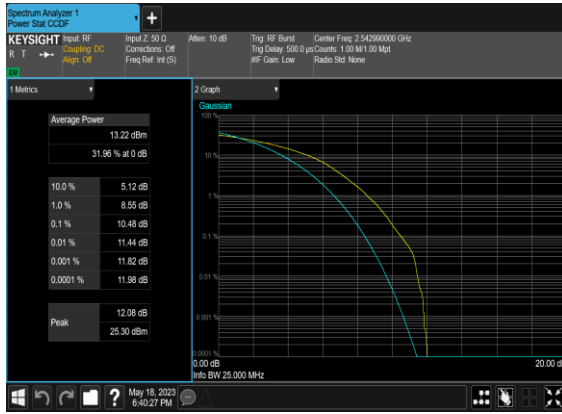 Spectrum Analyzer 1
Power Stat CCDF
KEYSIGHT
R T
LU
Input: RF
Coupling: DC
Align: Off
Input Z: 50 Ω
Corrections: Off
Freq Ref: Int (S)
Atten: 10 dB
Trig: RF Burst
Trig Delay: 500.0 µs
#IF Gain: Low
Center Freq: 2.542990000 GHz
Counts: 1.00 M/1.00 Mpt
Radio Std: None
1 Metrics
Average Power
13.22 dBm
31.96 % at 0 dB
10.0 % 5.12 dB
1.0 % 8.55 dB
0.1 % 10.48 dB
0.01 % 11.44 dB
0.001 % 11.82 dB
0.0001 % 11.98 dB
Peak
12.08 dB
25.30 dBm
2 Graph
Gaussian
100 %
10 %
1 %
0.1 %
0.01 %
0.001 %
0.0001 %
0.00 dB
20.00 d
Info BW 25.000 MHz
?
May 18, 2023
6:40:27 PM